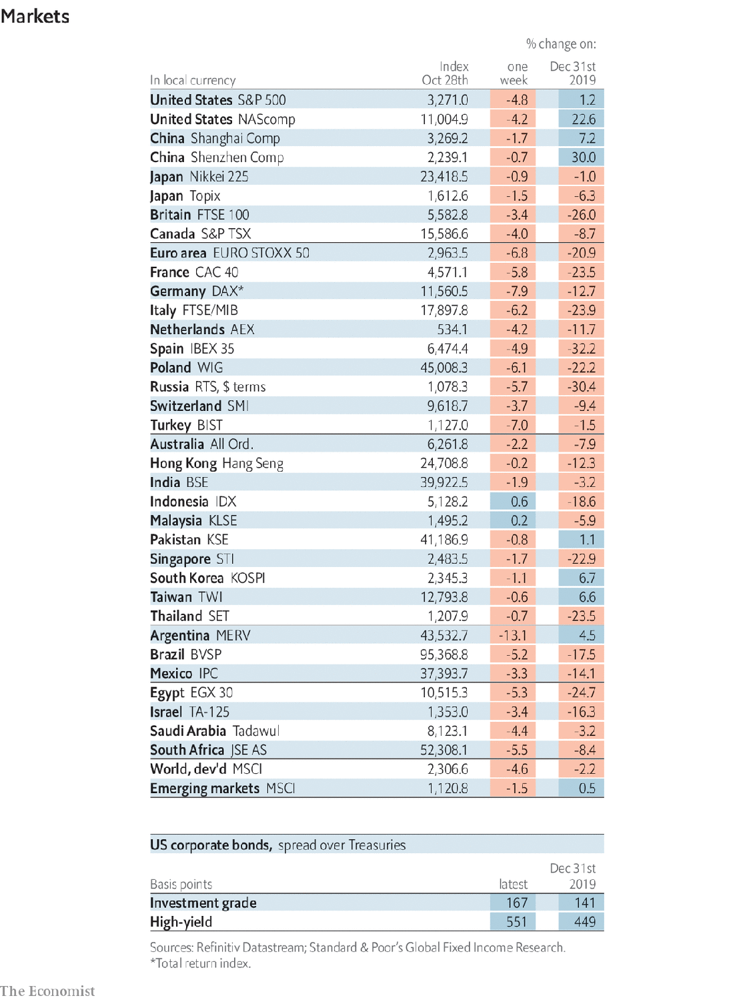 Markets
% change on:
Index one Dec 31st
In local currency Oct 28th week 2019
United States S&P 500 3,271.0 -4.8 1.2
United States NAScomp 11,004.9 -4.2 22.6
China Shanghai Comp 3,269.2 -1.7 7.2
China Shenzhen Comp 2,239.1 -0.7 30.0
Japan Nikkei 225 23,418.5 -0.9 -1.0
Japan Topix 1,612.6 -1.5 -6.3
Britain FTSE 100 5,582.8 -3.4 -26.0
Canada S&P TSX 15,586.6 -4.0 -8.7
Euro area EURO STOXX 50 2,963.5 -6.8 -20.9
France CAC 40 4,571.1 -5.8 -23.5
Germany DAX* 11,560.5 -7.9 -12.7
Italy FTSE/MIB 17,897.8 -6.2 -23.9
Netherlands AEX 534.1 -4.2 -11.7
Spain IBEX 35 6,474.4 -4.9 -32.2
Poland WIG 45,008.3 -6.1 -22.2
Russia RTS, $ terms 1,078.3 -5.7 -30.4
Switzerland SMI 9,618.7 -3.7 -9.4
Turkey BIST 1,127.0 -7.0 -1.5
Australia All Ord. 6,261.8 -2.2 -7.9
Hong Kong Hang Seng 24,708.8 -0.2 -12.3
India BSE 39,922.5 -1.9 -3.2
Indonesia IDX 5,128.2 0.6 -18.6
Malaysia KLSE 1,495.2 0.2 -5.9
Pakistan KSE 41,186.9 -0.8 1.1
Singapore STI 2,483.5 -1.7 -22.9
South Korea KOSPI 2,345.3 -1.1 6.7
Taiwan TWI 12,793.8 -0.6 6.6
Thailand SET 1,207.9 -0.7 -23.5
Argentina MERV 43,532.7 -13.1 4.5
Brazil BVSP 95,368.8 -5.2 -17.5
Mexico IPC 37,393.7 -3.3 -14.1
Egypt EGX 30 10,515.3 -5.3 -24.7
Israel TA-125 1,353.0 -3.4 -16.3
Saudi Arabia Tadawul 8,123.1 -4.4 -3.2
South Africa JSE AS 52,308.1 -5.5 -8.4
World, dev'd MSCI 2,306.6 -4.6 -2.2
Emerging markets MSCI 1,120.8 -1.5 0.5
US corporate bonds, spread over Treasuries
Dec 31st
Basis points latest 2019
Investment grade 167 141
High-yield 551 449
Sources: Refinitiv Datastream; Standard & Poor's Global Fixed Income Research.
*Total return index.
The Economist